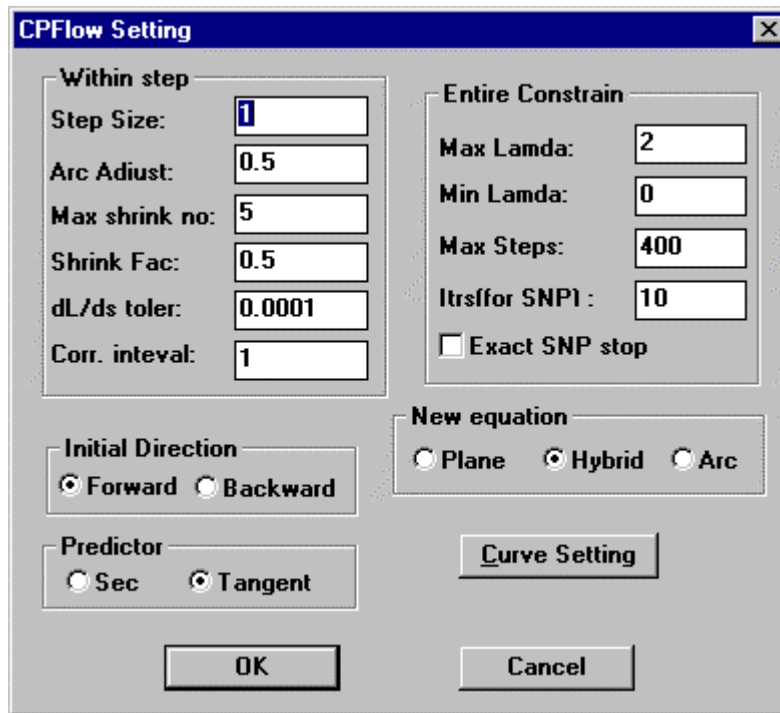 CPFlow Setting
Within step
Step Size: 1
Arc Adiust: 0.5
Max shrink no: 5
Shrink Fac: 0.5
dL/ds toler: 0.0001
Corr. inteval: 1
Entire Constrain
Max Lamda: 2
Min Lamda: 0
Max Steps: 400
Itrs(for SNP) : 10
Exact SNP stop
New equation
Plane Hybrid Arc
Initial Direction
Forward Backward
Predictor
Sec Tangent
Curve Setting
OK Cancel